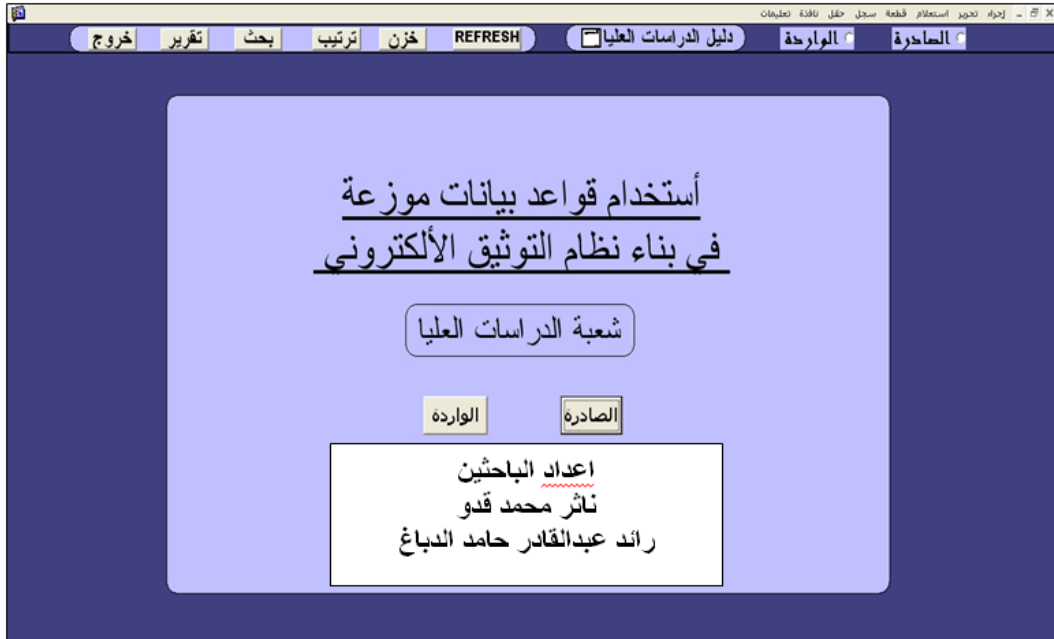 إجراء تحرير استعلام قطعة سجل حقل نافذة تعليمات
الصادرة الواردة دليل الدراسات العليا REFRESH خزن ترتيب بحث تقرير خروج
أستخدام قواعد بيانات موزعة
في بناء نظام التوثيق الألكتروني
شعبة الدراسات العليا
الصادرة الواردة
اعداد الباحثين
نائر محمد قدو
رائد عبدالقادر حامد الدباغ